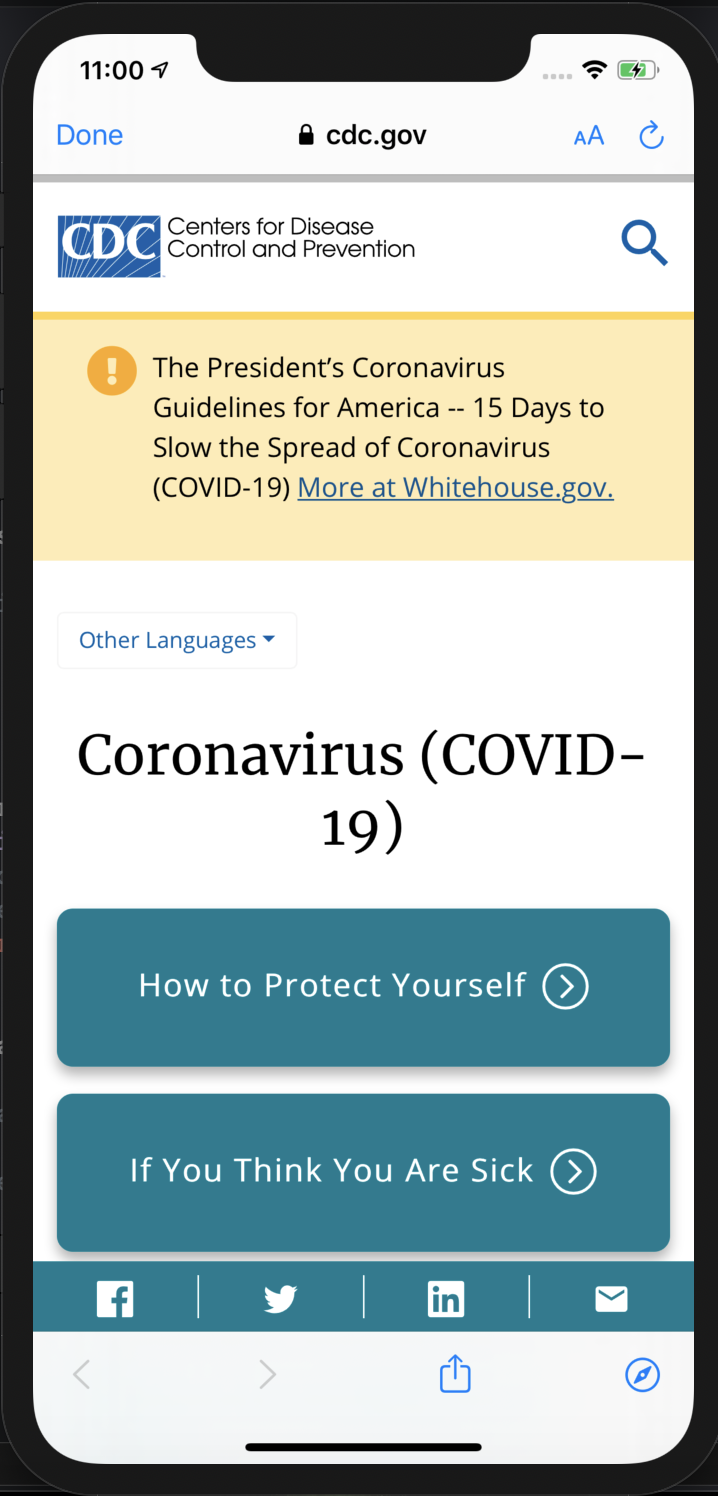 11:00
Done
cdc.gov
AA
CDC
Centers for Disease
Control and Prevention
The President’s Coronavirus
Guidelines for America -- 15 Days to
Slow the Spread of Coronavirus
(COVID-19) More at Whitehouse.gov.
Other Languages
Coronavirus (COVID-
19)
How to Protect Yourself
If You Think You Are Sick